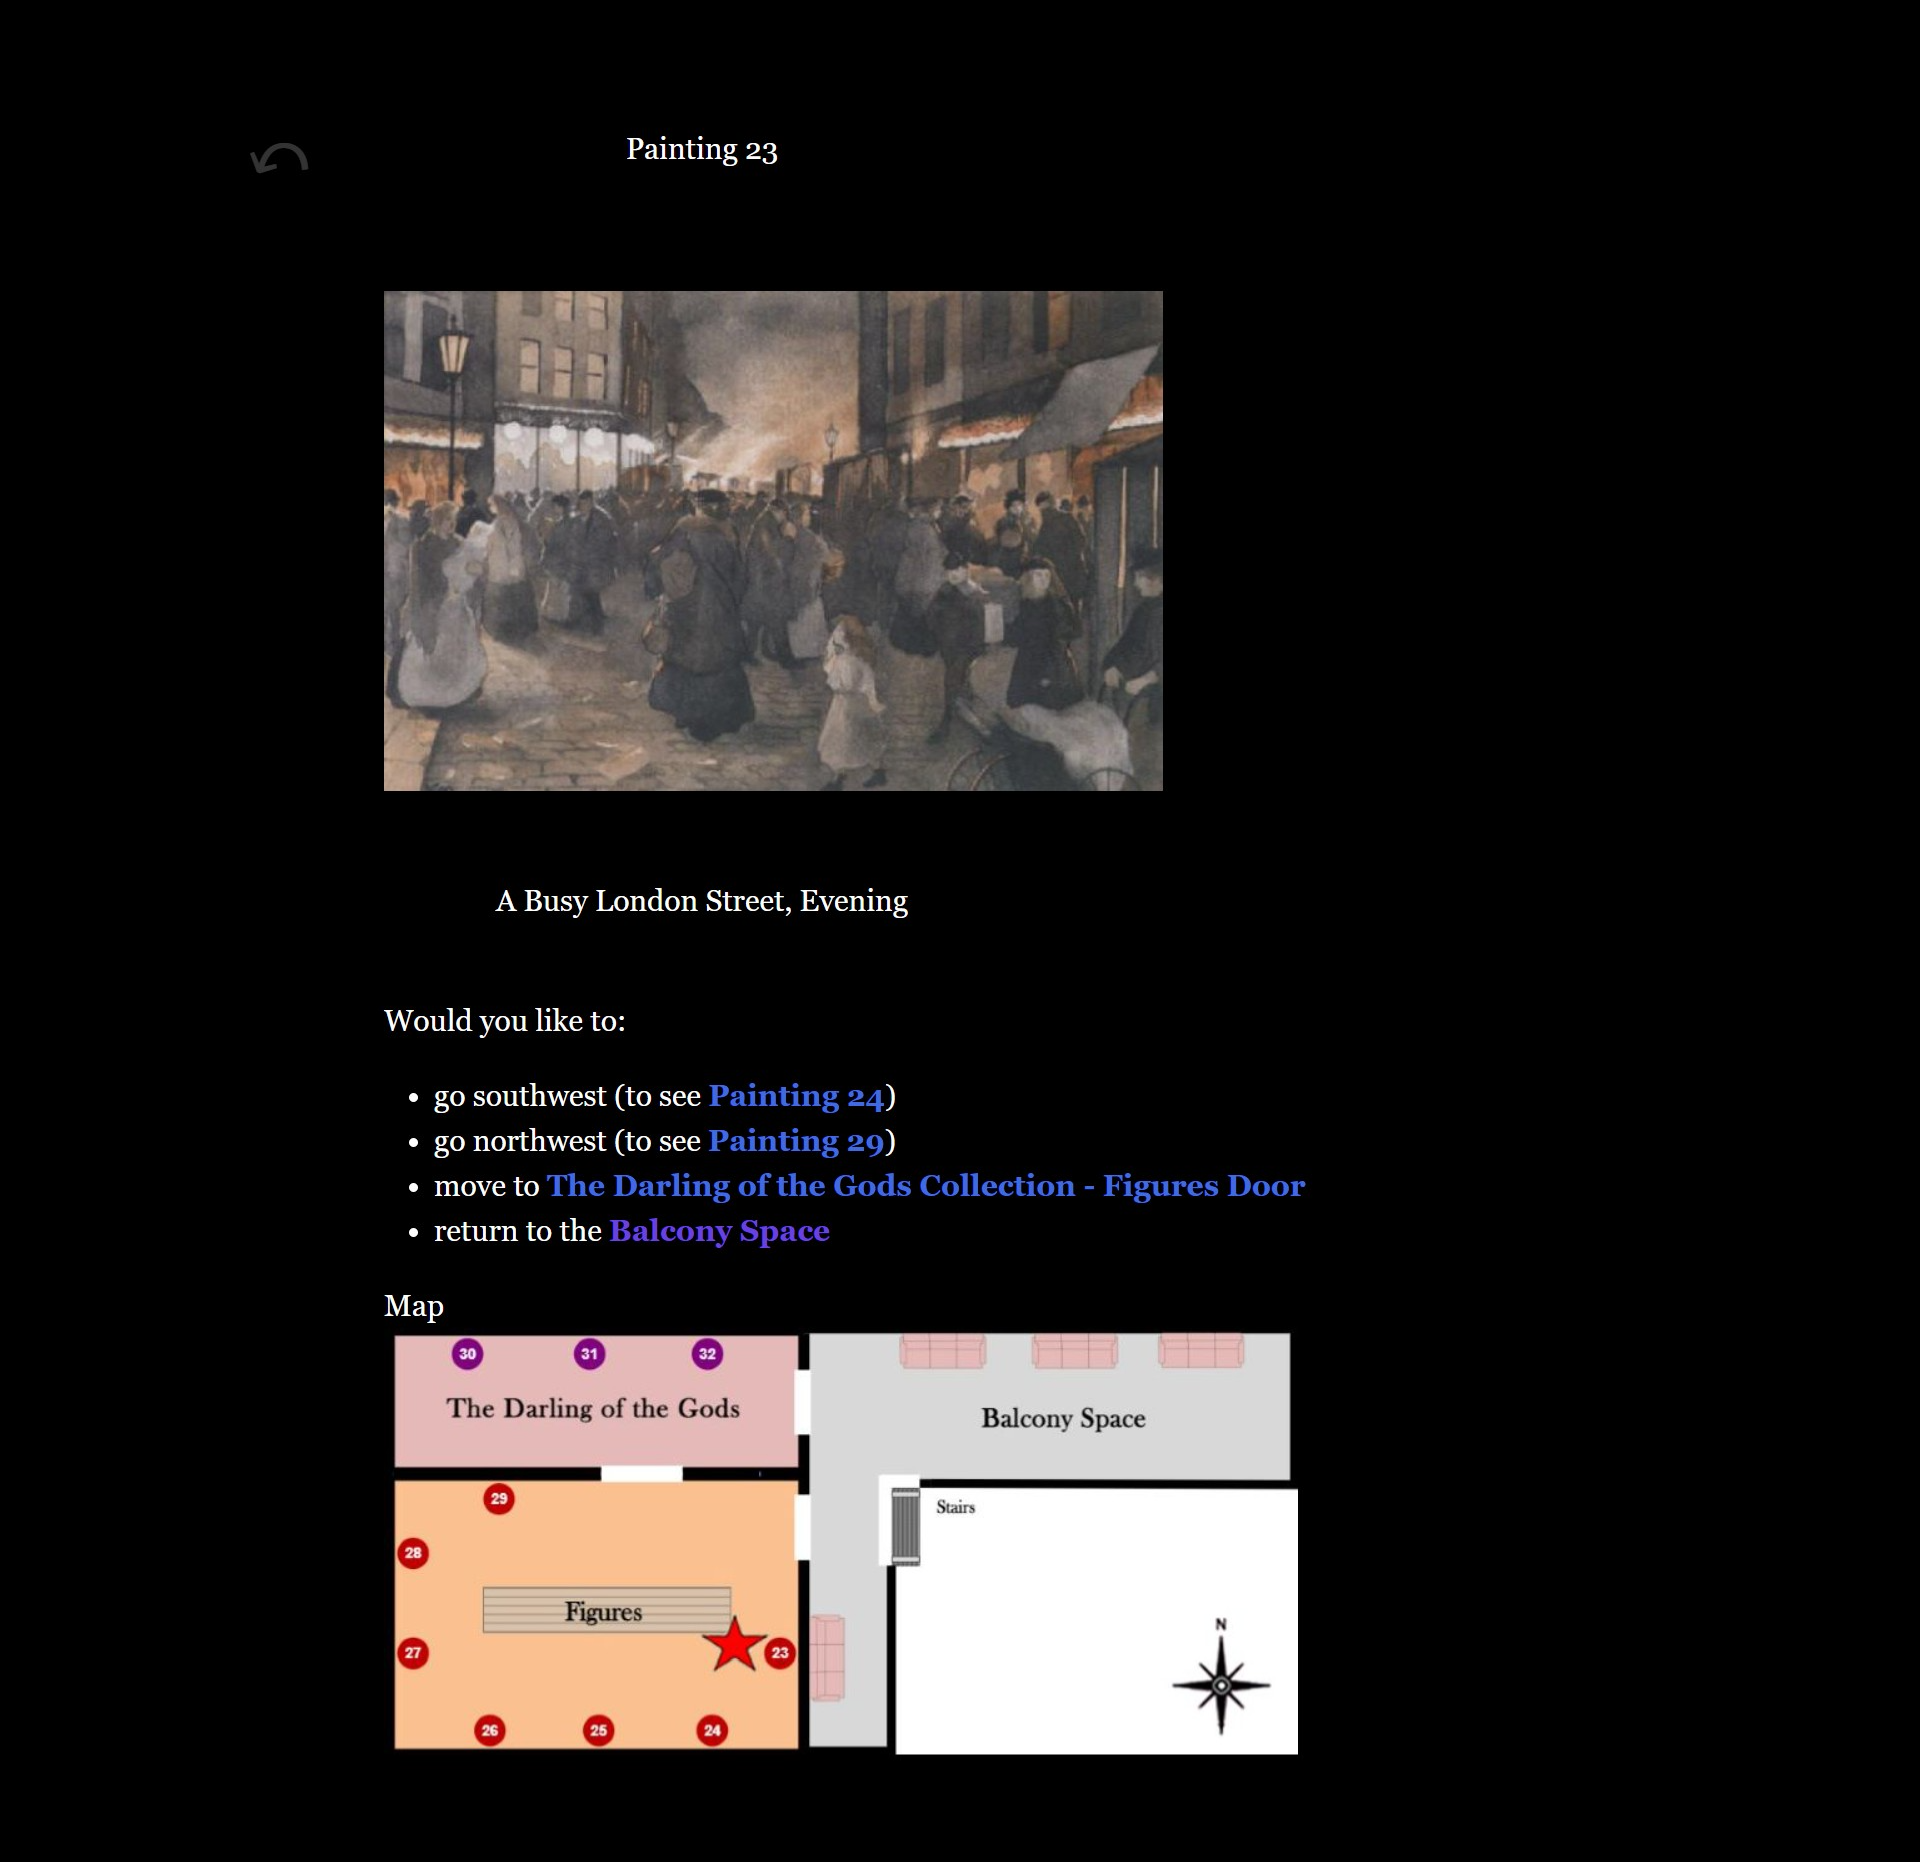 Painting 23
A Busy London Street, Evening
Would you like to:
go southwest (to see Painting 24)
go northwest (to see Painting 29)
move to The Darling of the Gods Collection - Figures Door
return to the Balcony Space
Map
30 31 32
The Darling of the Gods
Balcony Space
29
Stairs
28
Figures
N
27
23
26 25 24